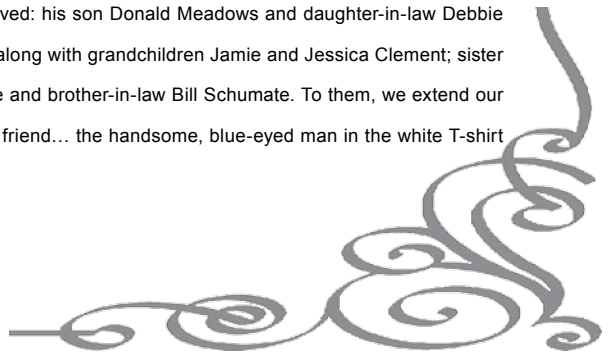 ved: his son Donald Meadows and daughter-in-law Debbie
along with grandchildren Jamie and Jessica Clement; sister
e and brother-in-law Bill Schumate. To them, we extend our
friend… the handsome, blue-eyed man in the white T-shirt